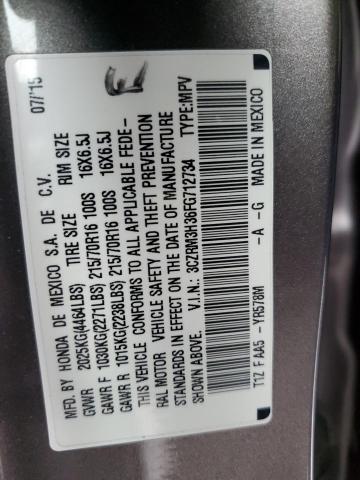 MFD. BY HONDA DE MEXICO S.A. DE C.V. 07/'15
GVWR 2025KG(4464LBS) TIRE SIZE RIM SIZE
GAWR F 1030KG(2271LBS) 215/70R16 100S 16X6.5J
GAWR R 1015KG(2238LBS) 215/70R16 100S 16X6.5J
THIS VEHICLE CONFORMS TO ALL APPLICABLE FEDE-
RAL MOTOR VEHICLE SAFETY AND THEFT PREVENTION
STANDARDS IN EFFECT ON THE DATE OF MANUFACTURE
SHOWN ABOVE. V.I.N.: 3CZRM3H36FG712734 TYPE:MPV
T1Z F AA5 -YR578M -A -G MADE IN MEXICO